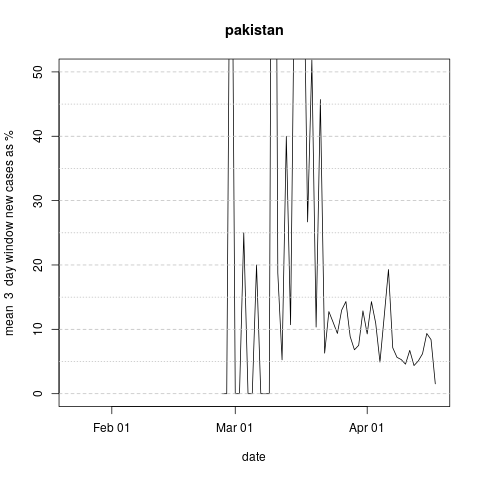 pakistan
mean 3 day window new cases as %
50
40
30
20
10
0
Feb 01
Mar 01
Apr 01
date